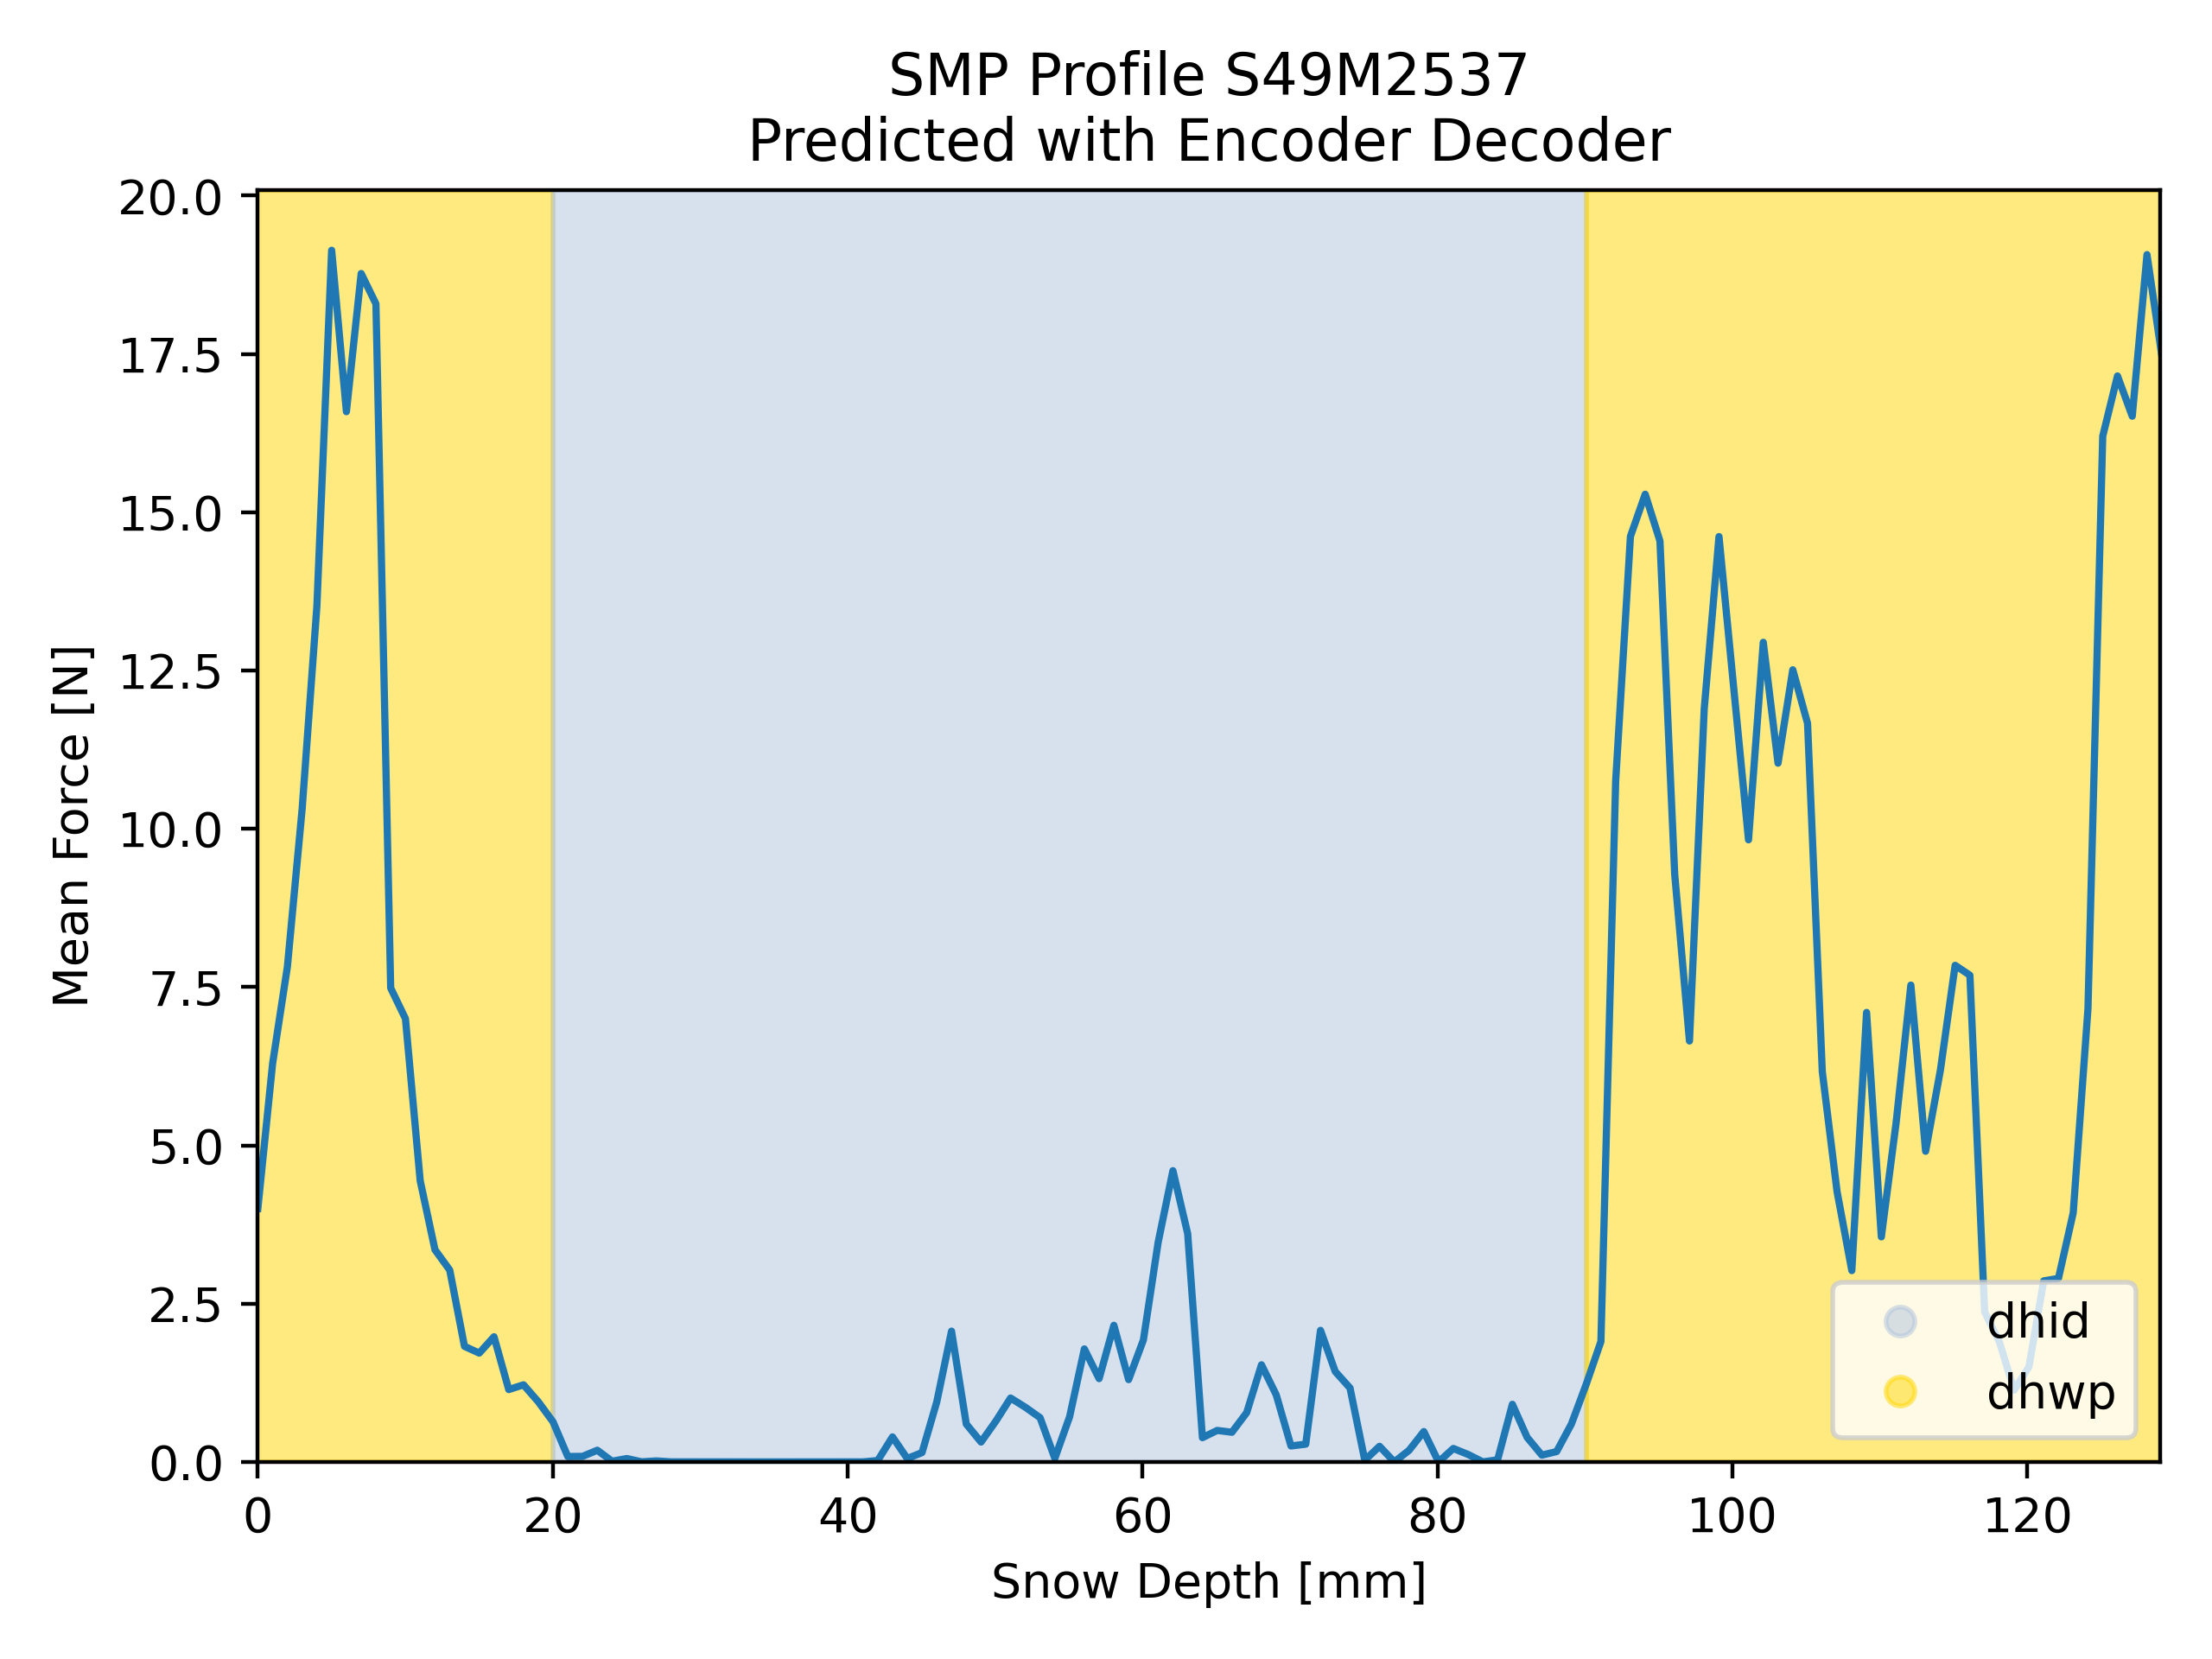 SMP Profile S49M2537
Predicted with Encoder Decoder
Mean Force [N]
20.0
17.5
15.0
12.5
10.0
7.5
5.0
2.5
0.0
0 20 40 60 80 100 120
Snow Depth [mm]
dhid
dhwp